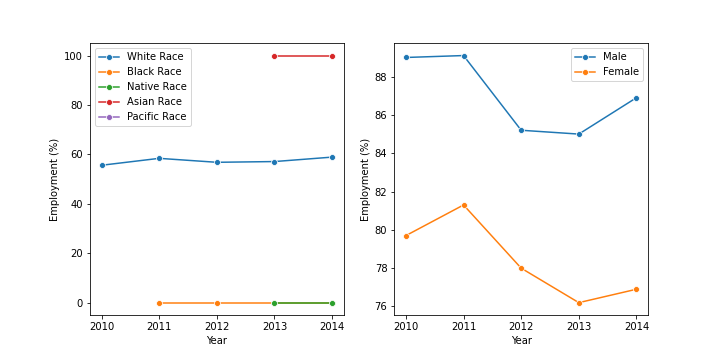 White Race
Black Race
Native Race
Asian Race
Pacific Race
Employment (%)
100
80
60
40
20
0
2010 2011 2012 2013 2014
Year
Male
Female
Employment (%)
88
86
84
82
80
78
76
2010 2011 2012 2013 2014
Year